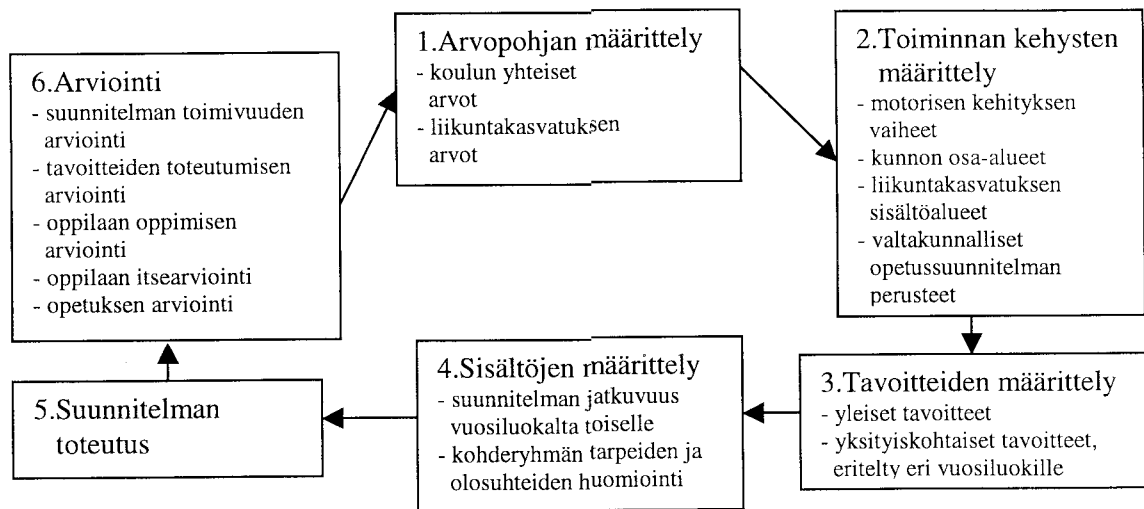 1.Arvopohjan määrittely
- koulun yhteiset
arvot
- liikuntakasvatuksen
arvot
2.Toiminnan kehysten
määrittely
- motorisen kehityksen
vaiheet
- kunnon osa-alueet
- liikuntakasvatuksen
sisältöalueet
- valtakunnalliset
opetussuunnitelman
perusteet
3.Tavoitteiden määrittely
- yleiset tavoitteet
- yksityiskohtaiset tavoitteet,
eritelty eri vuosiluokille
4.Sisältöjen määrittely
- suunnitelman jatkuvuus
vuosiluokalta toiselle
- kohderyhmän tarpeiden ja
olosuhteiden huomiointi
5.Suunnitelman
toteutus
6.Arviointi
- suunnitelman toimivuuden
arviointi
- tavoitteiden toteutumisen
arviointi
- oppilaan oppimisen
arviointi
- oppilaan itsearviointi
- opetuksen arviointi